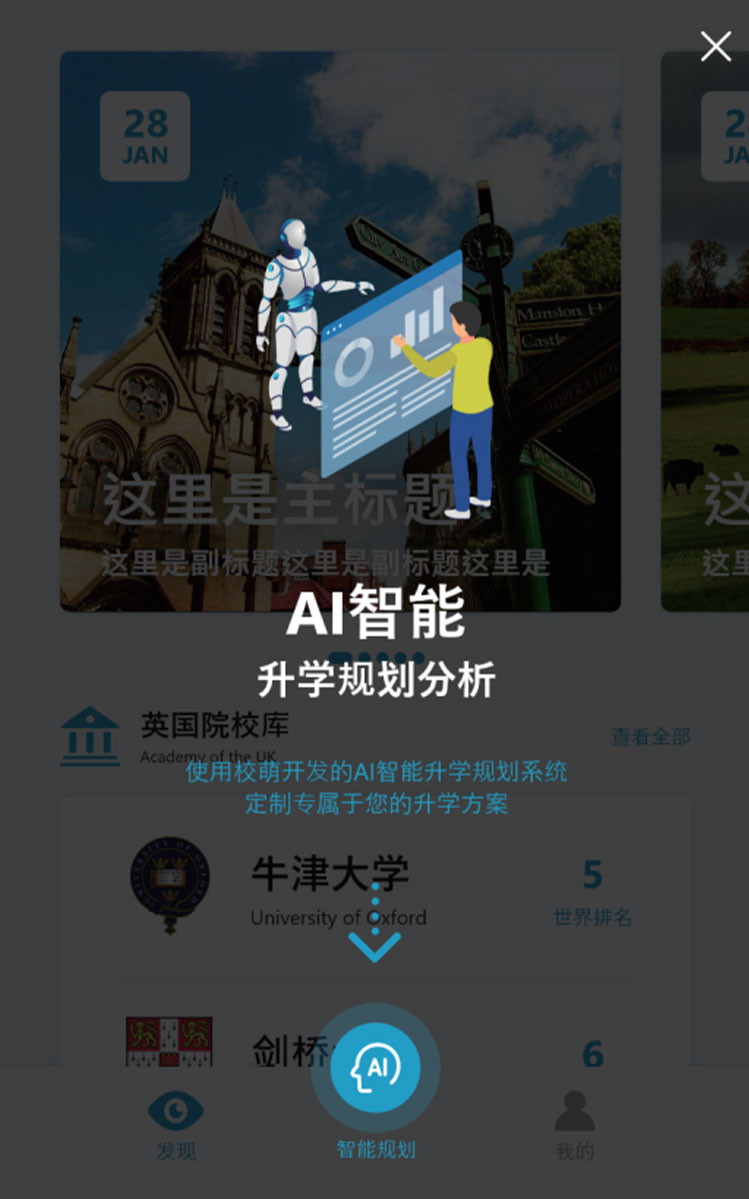 28
JAN
2
JA
Mansion H
Castle
OPERA HOUSE
这里是主标题
这
这里是副标题这里是副标题这里是
这里
AI智能
升学规划分析
英国院校库
Academy of the UK
查看全部
使用校萌开发的AI智能升学规划系统
定制专属于您的升学方案
牛津大学
University of Oxford
5
世界排名
剑桥
6
AI
发现
智能规划
我的